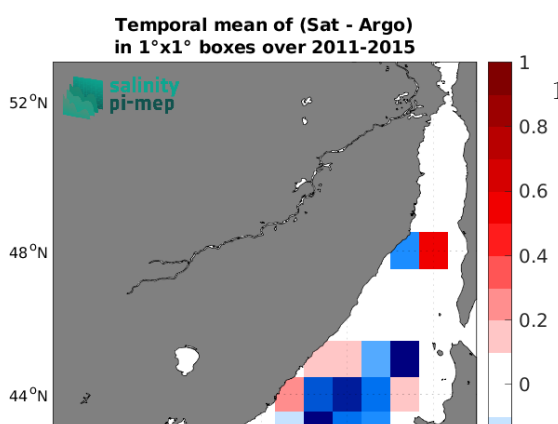 Temporal mean of (Sat - Argo)
in 1°x1° boxes over 2011-2015
salinity
pi-mep
52°N
48°N
44°N
1
0.8
0.6
0.4
0.2
0
1